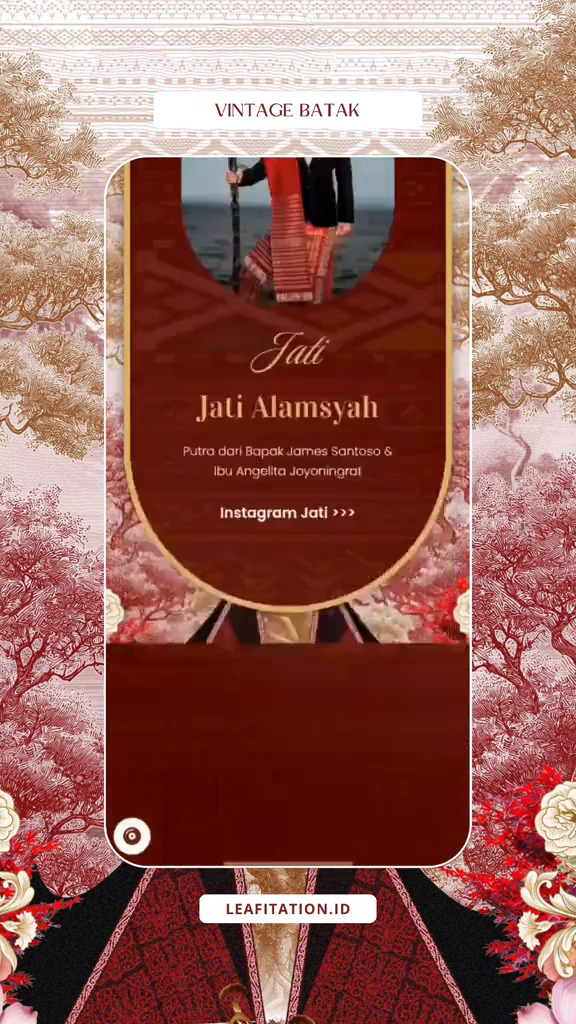 VINTAGE BATAK
Jati
Jati Alamsyah
Putra dari Bapak James Santoso &
Ibu Angelita Joyoningrat
Instagram Jati >>>
LEAFITATION.ID